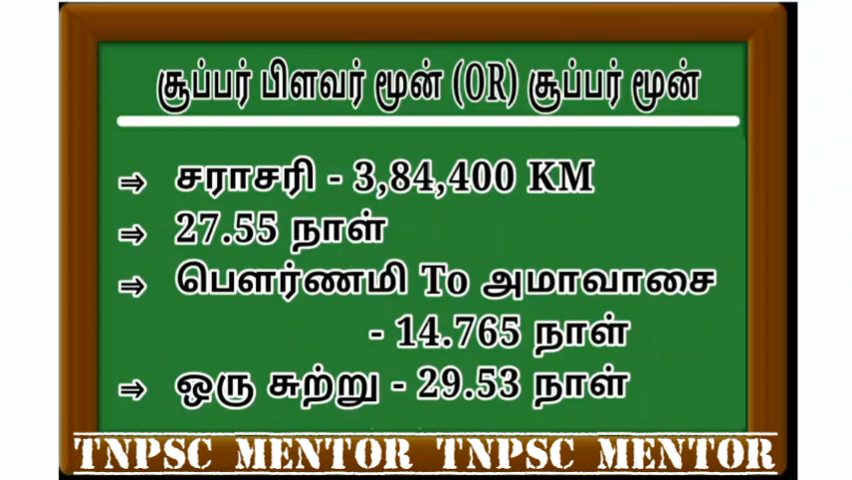 சூப்பர் பிளவர் மூன் (OR) சூப்பர் மூன்
⇒ சராசரி - 3,84,400 KM
⇒ 27.55 நாள்
⇒ பௌர்ணமி To அமாவாசை
- 14.765 நாள்
⇒ ஒரு சுற்று - 29.53 நாள்
TNPSC MENTOR TNPSC MENTOR